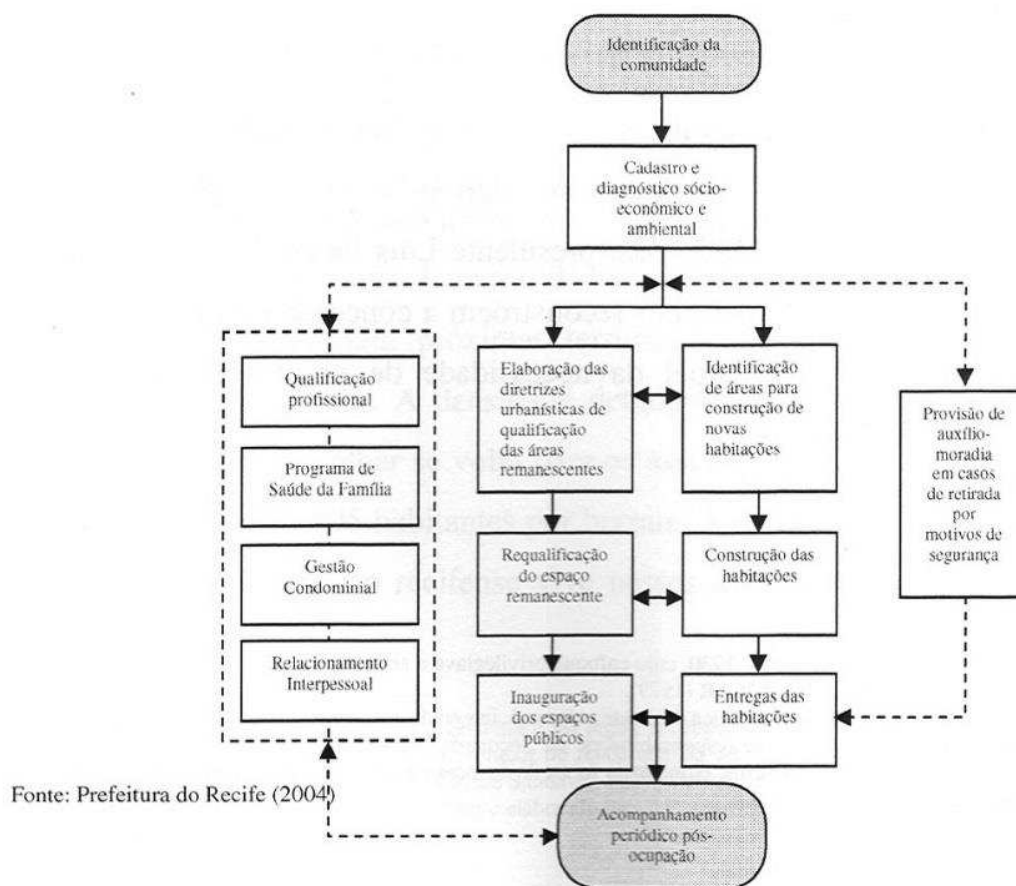 Identificação da
comunidade
Cadastro e
diagnóstico sócio-
econômico e
ambiental
Qualificação
profissional
Programa de
Saúde da Família
Gestão
Condominial
Relacionamento
Interpessoal
Elaboração das
diretrizes
urbanísticas de
qualificação
das áreas
remanescentes
Requalificação
do espaço
remanescente
Inauguração
dos espaços
públicos
Identificação
de áreas para
construção de
novas
habitações
Construção das
habitações
Entregas das
habitações
Provisão de
auxílio-
moradia
em casos
de retirada
por
motivos de
segurança
Fonte: Prefeitura do Recife (2004)
Acompanhamento
periódico pós-
ocupação